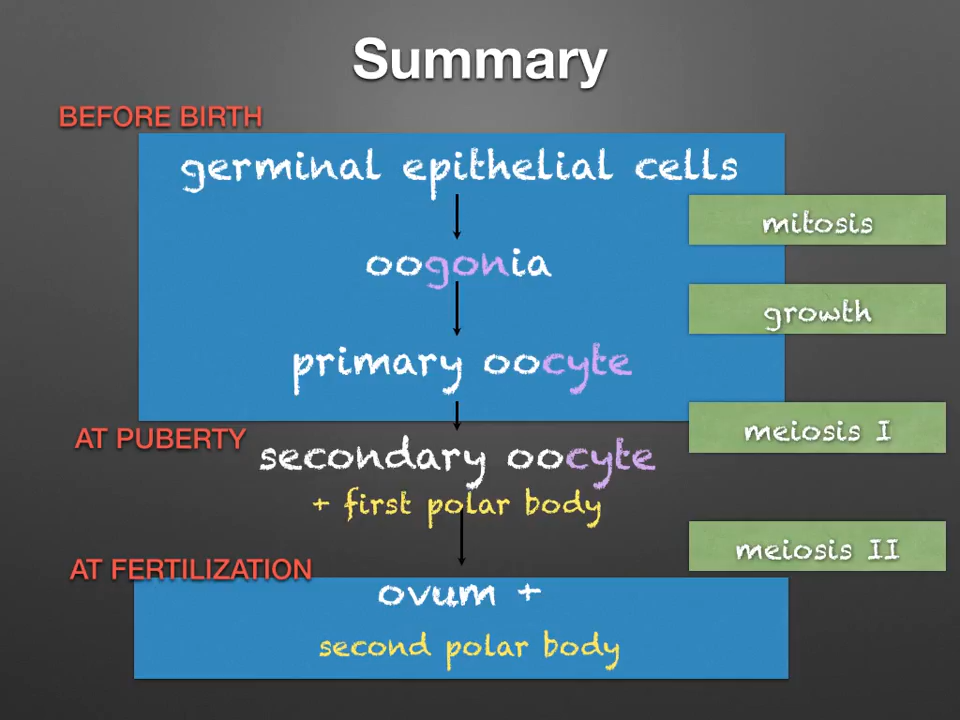 Summary
BEFORE BIRTH
germinal epithelial cells
mitosis
oogonia
growth
primary oocyte
meiosis I
AT PUBERTY
secondary oocyte
+ first polar body
meiosis II
AT FERTILIZATION
ovum +
second polar body